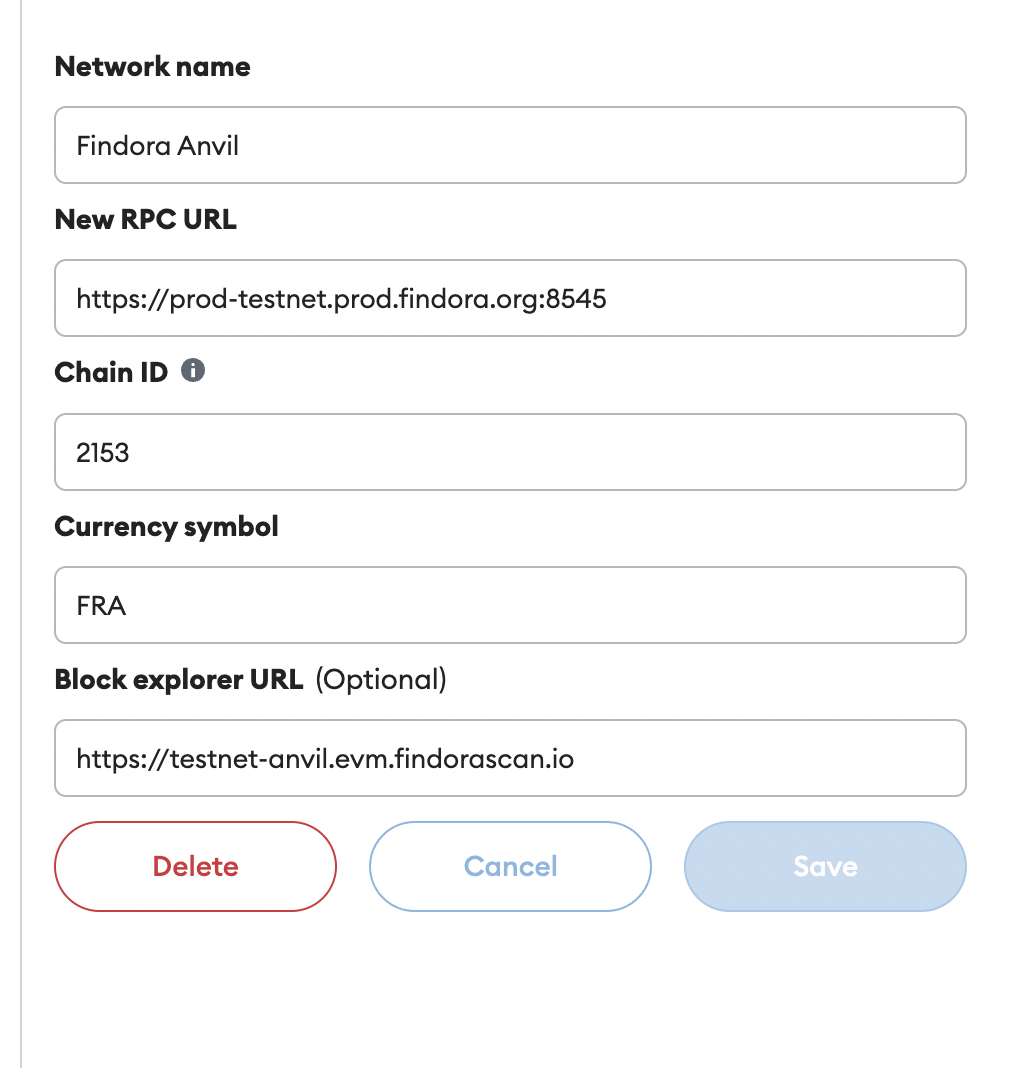 Network name
Findora Anvil
New RPC URL
https://prod-testnet.prod.findora.org:8545
Chain ID
2153
Currency symbol
FRA
Block explorer URL (Optional)
https://testnet-anvil.evm.findorascan.io
Delete Cancel Save